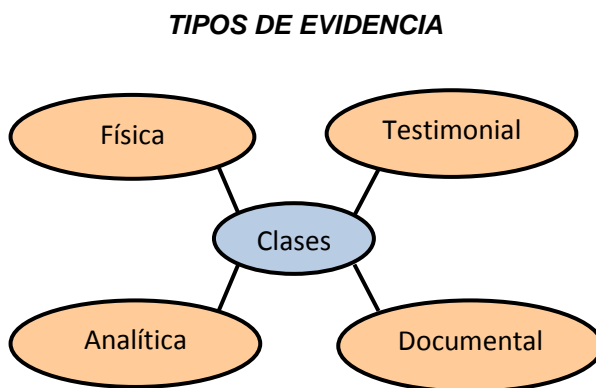 TIPOS DE EVIDENCIA
Física
Testimonial
Clases
Analítica
Documental